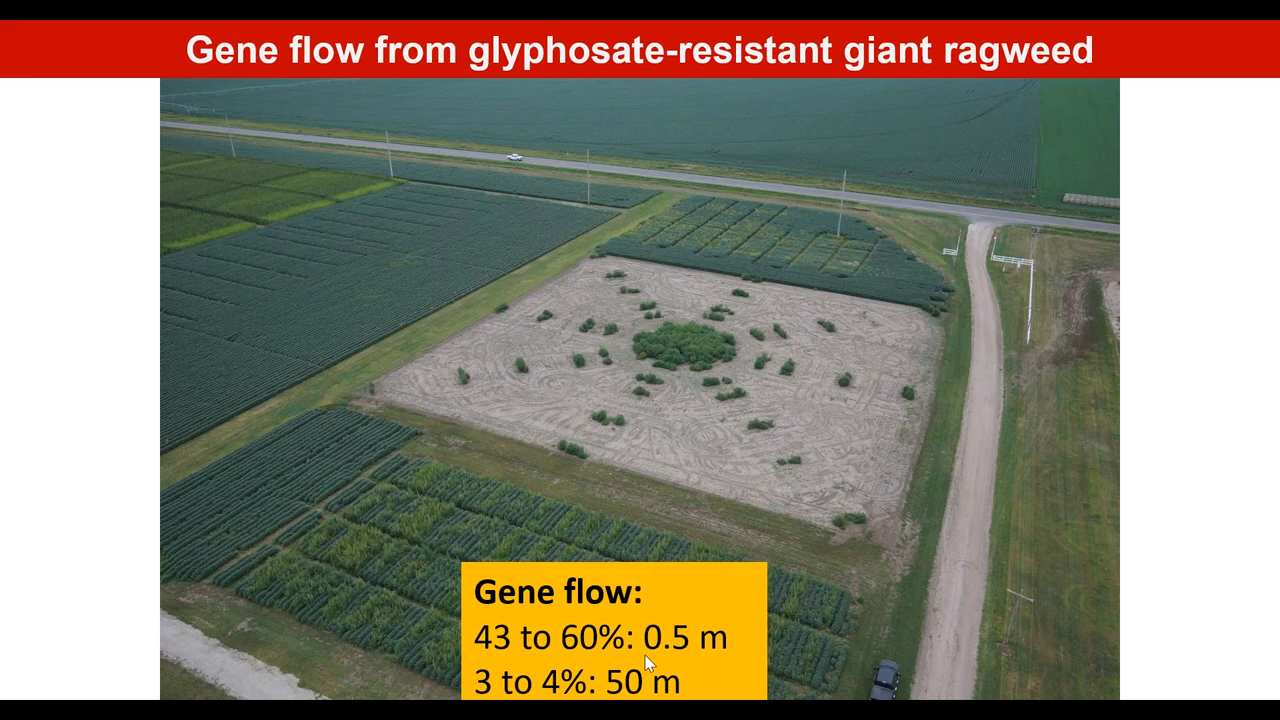 Gene flow from glyphosate-resistant giant ragweed
Gene flow:
43 to 60%: 0.5 m
3 to 4%: 50 m